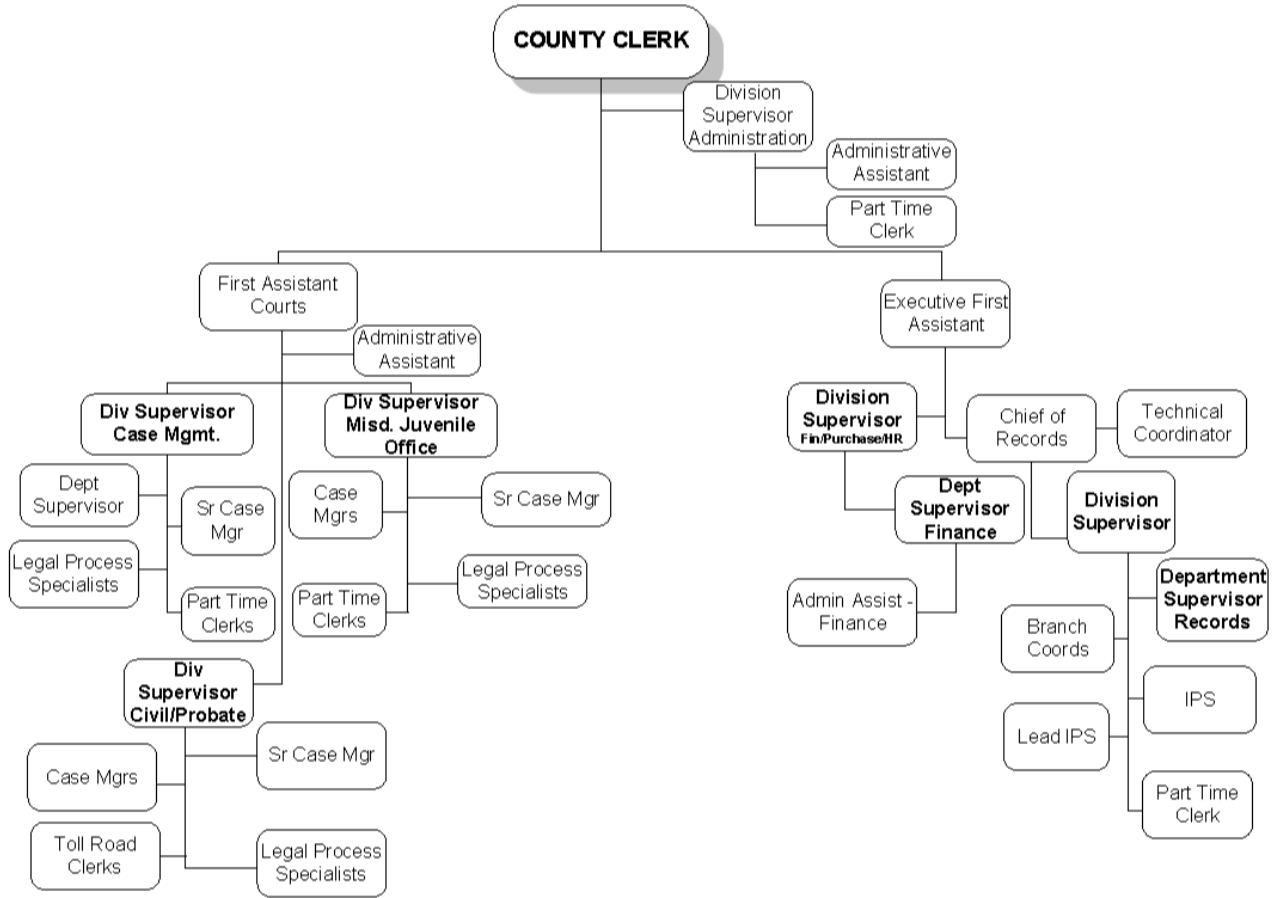 COUNTY CLERK
Division
Supervisor
Administration
Administrative
Assistant
Part Time
Clerk
First Assistant
Courts
Executive First
Assistant
Administrative
Assistant
Div Supervisor
Case Mgmt.
Div Supervisor
Misd. Juvenile
Office
Dept
Supervisor
Sr Case
Mgr
Legal Process
Specialists
Part Time
Clerks
Case
Mgrs
Sr Case Mgr
Part Time
Clerks
Legal Process
Specialists
Div
Supervisor
Civil/Probate
Sr Case Mgr
Case Mgrs
Toll Road
Clerks
Legal Process
Specialists
Division
Supervisor
Fin/Purchase/HR
Chief of
Records
Technical
Coordinator
Dept
Supervisor
Finance
Admin Assist -
Finance
Division
Supervisor
Department
Supervisor
Records
Branch
Coords
IPS
Lead IPS
Part Time
Clerk